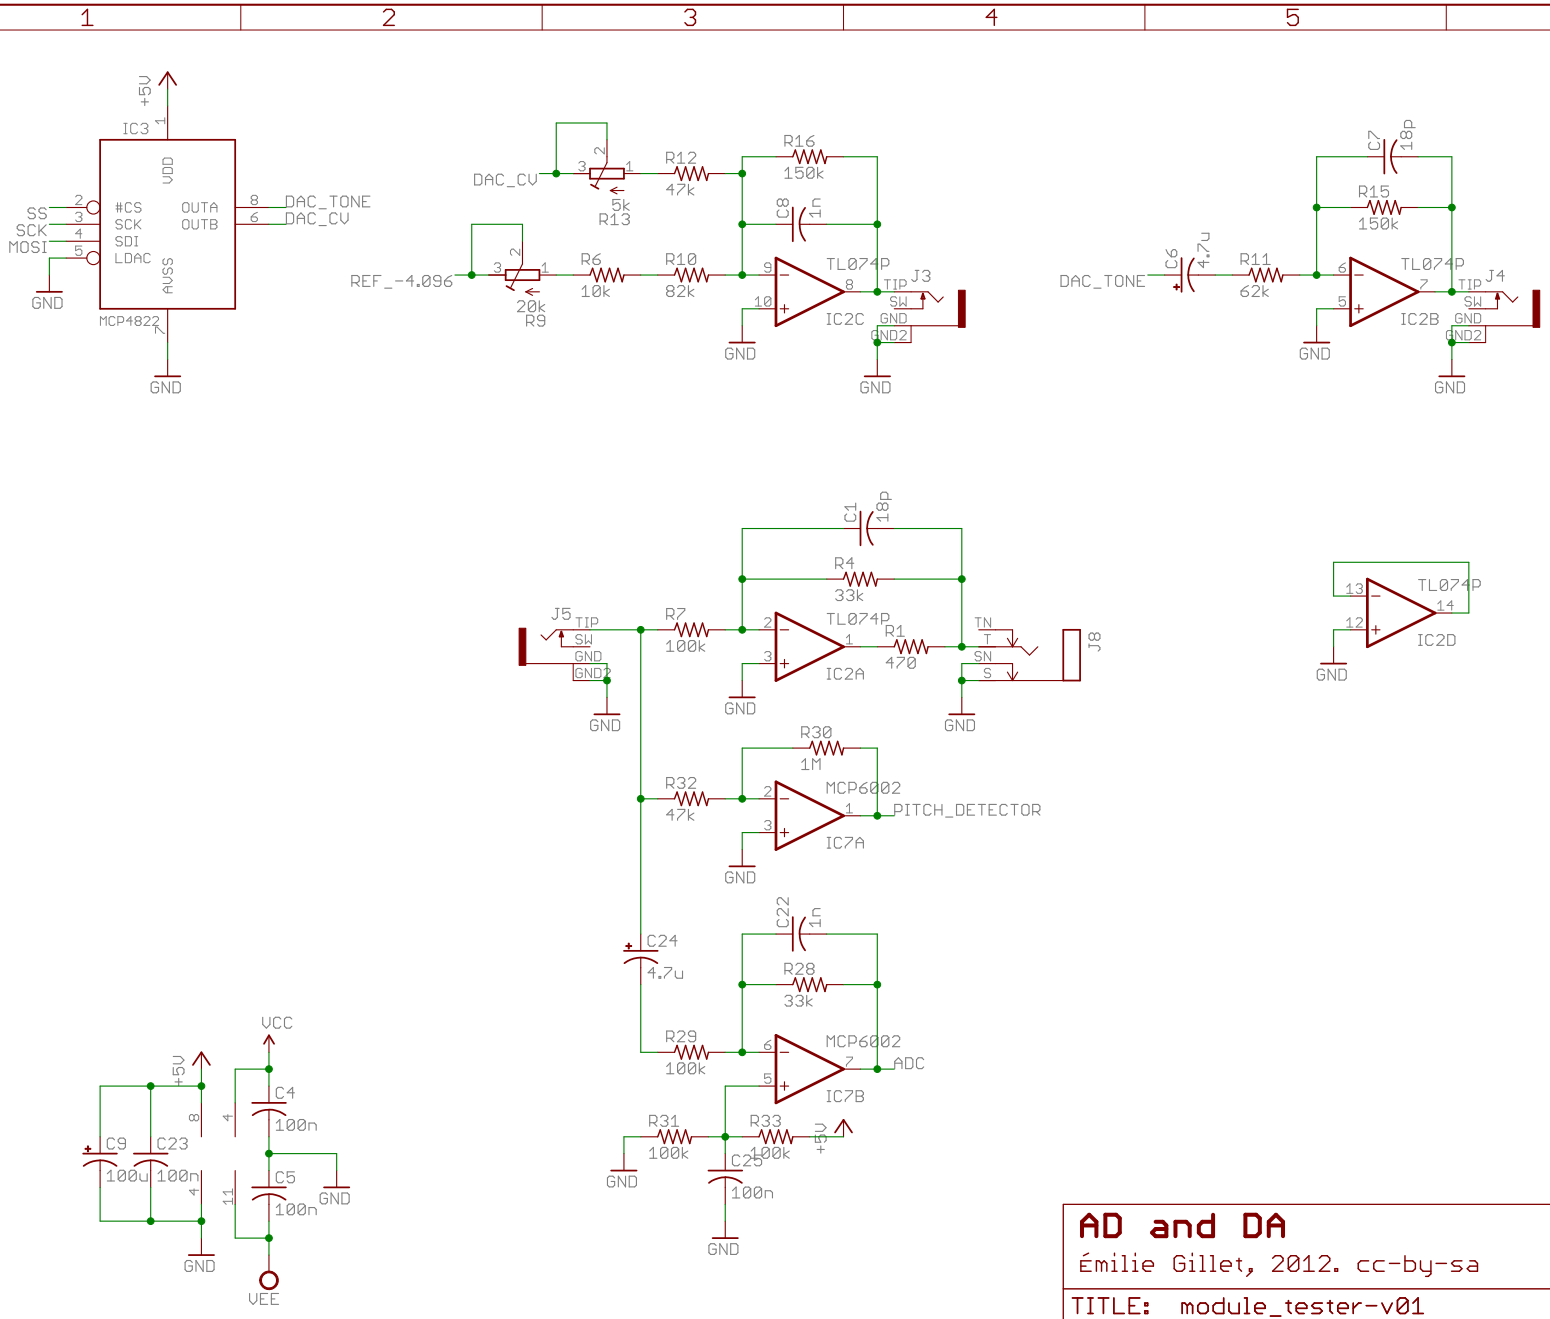 1 2 3 4 5
+5V
1
IC3
VDD
SS 2 #CS OUTA 8 DAC_TONE
SCK 3 SCK OUTB 6 DAC_CV
MOSI 4 SDI
5 LDAC
AVSS
GND
MCP4822
GND
DAC_CV 3 2 1
5k
R13
R12
47k
R16
150k
C8
1n
REF_-4.096 3 2 1
20k
R9
R6
10k
R10
82k
9
10
8
TL074P
IC2C
GND
J3
TIP
SW
GND
GND2
GND
DAC_TONE
C6
4.7u
R11
62k
C7
18p
R15
150k
6
5
7
TL074P
IC2B
GND
J4
TIP
SW
GND
GND2
GND
C1
18p
R4
33k
J5
TIP
SW
GND
GND2
GND
R7
100k
2
3
1
TL074P
IC2A
GND
R1
470
TN
T
SN
S
J8
GND
13
12
14
TL074P
IC2D
GND
R30
1M
R32
47k
2
3
1
MCP6002
IC7A
GND
PITCH_DETECTOR
C24
4.7u
C22
1n
R28
33k
R29
100k
6
5
7
MCP6002
IC7B
ADC
R31
100k
R33
100k
+5V
GND
C25
100n
GND
VCC
+5V
8
4
C4
100n
C9
100u
C23
100n
4
11
C5
100n
GND
GND
VEE
AD and DA
Émilie Gillet, 2012. cc-by-sa
TITLE: module_tester-v01